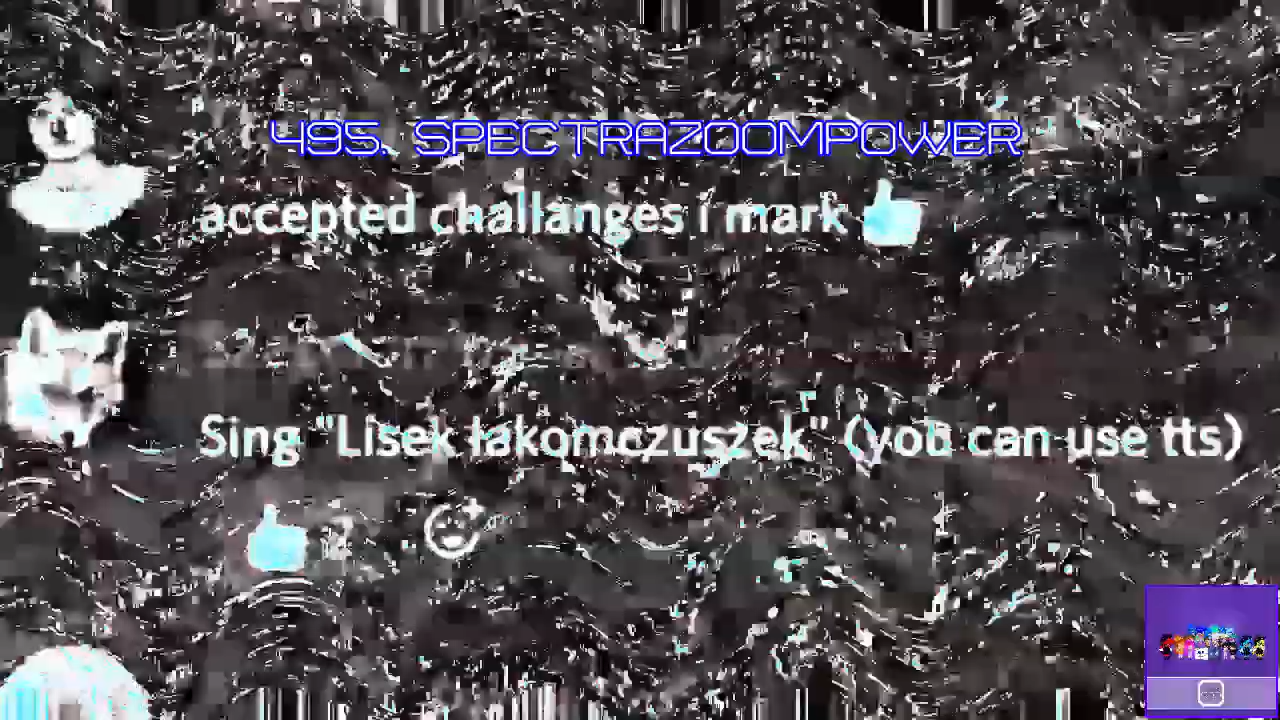 495. SPECTRAZOOMPOWER
accepted challanges i mark 👍
Sing "Lisek łakomczuszek" (you can use tts)